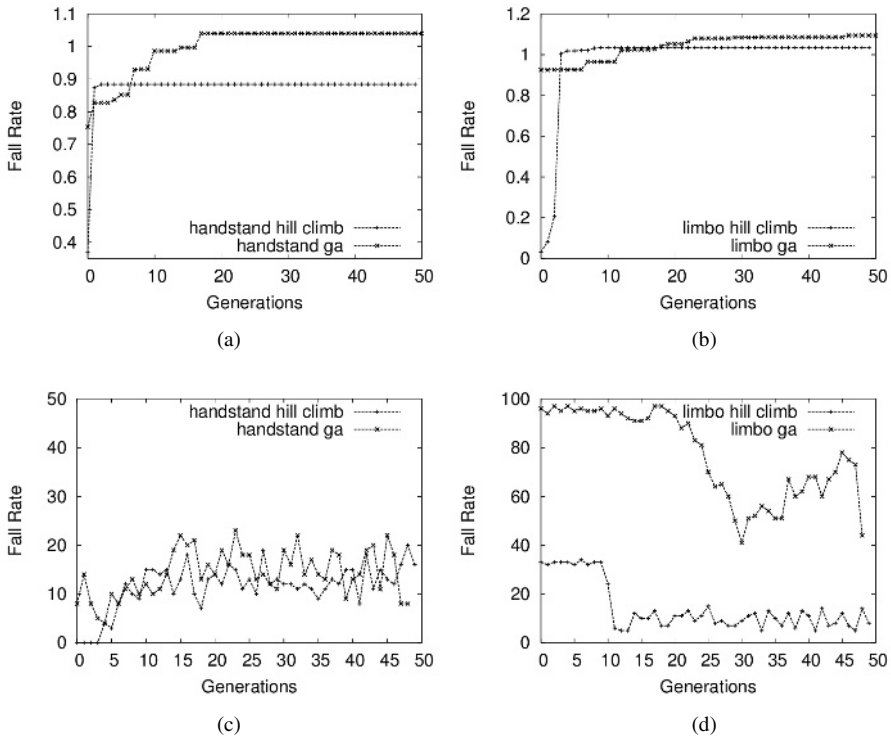 1.1
1
0.9
0.8
0.7
0.6
0.5
0.4
Fall Rate
handstand hill climb
handstand ga
0 10 20 30 40 50
Generations
(a)
1.2
1
0.8
0.6
0.4
0.2
0
Fall Rate
limbo hill climb
limbo ga
0 10 20 30 40 50
Generations
(b)
50
40
30
20
10
0
Fall Rate
handstand hill climb
handstand ga
0 5 10 15 20 25 30 35 40 45 50
Generations
(c)
100
80
60
40
20
0
Fall Rate
limbo hill climb
limbo ga
0 5 10 15 20 25 30 35 40 45 50
Generations
(d)